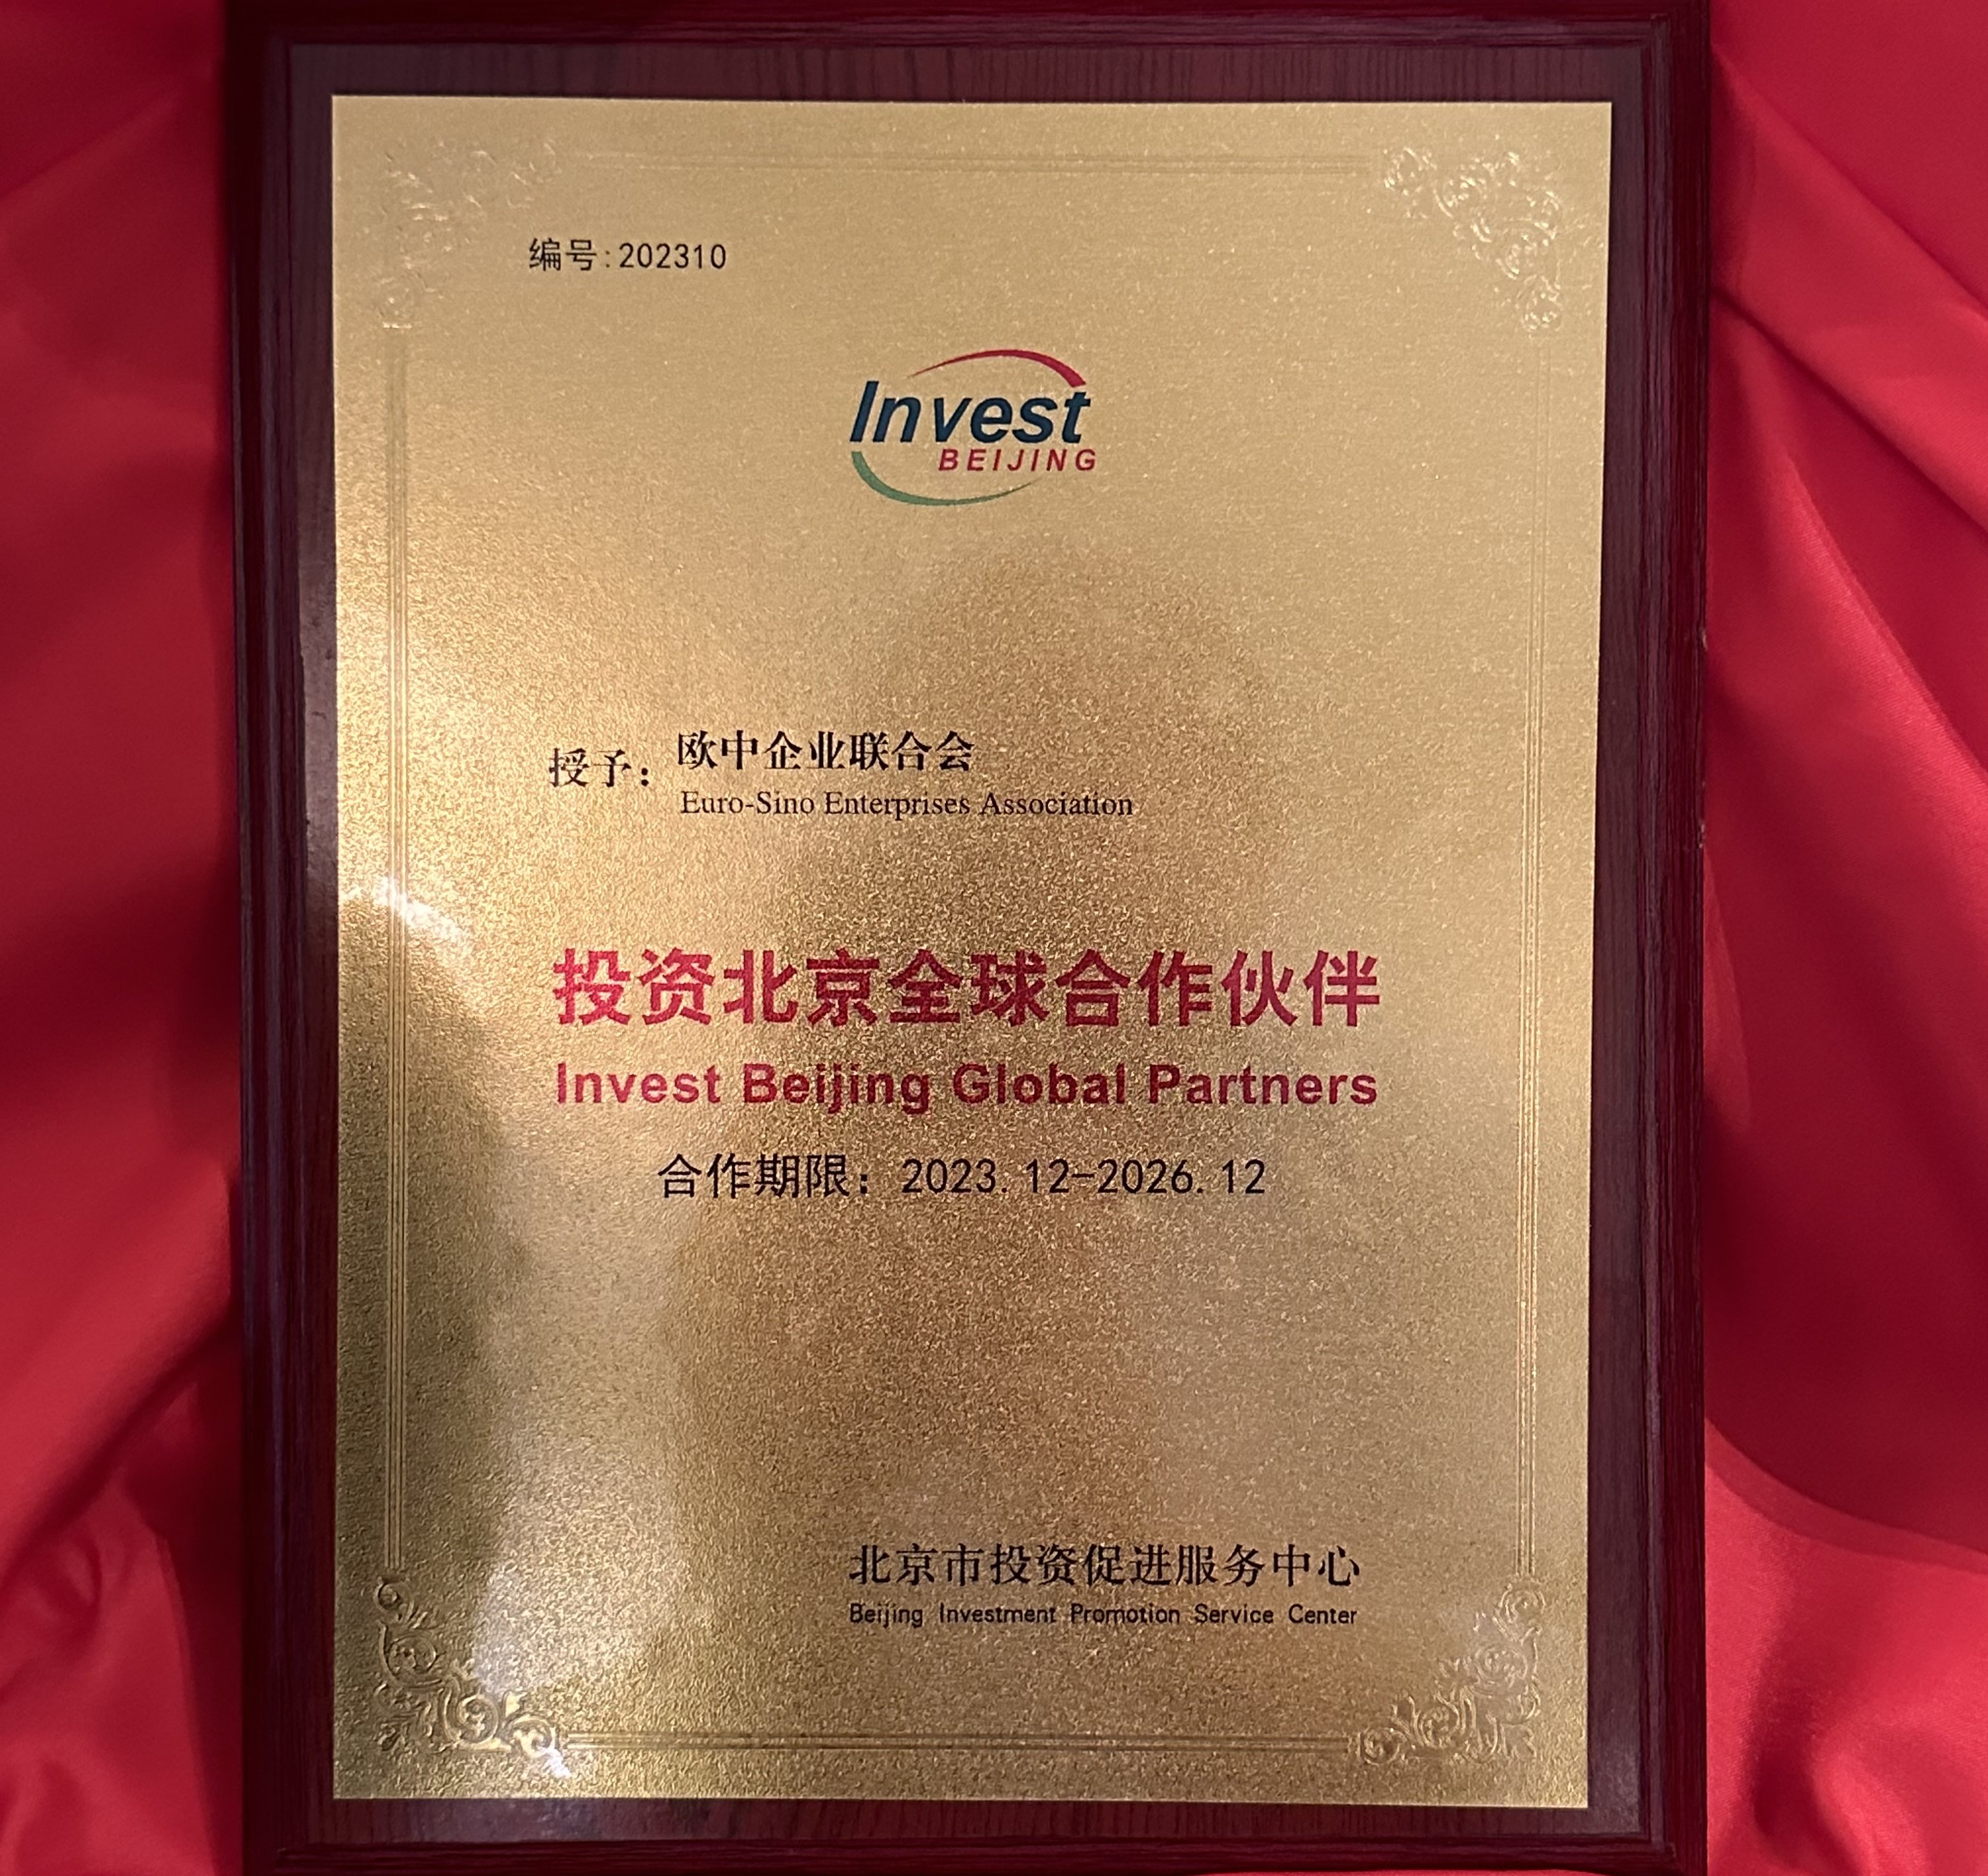 编号:202310
Invest
BEIJING
授予：欧中企业联合会
Euro-Sino Enterprises Association
投资北京全球合作伙伴
Invest Beijing Global Partners
合作期限：2023.12-2026.12
北京市投资促进服务中心
Beijing Investment Promotion Service Center